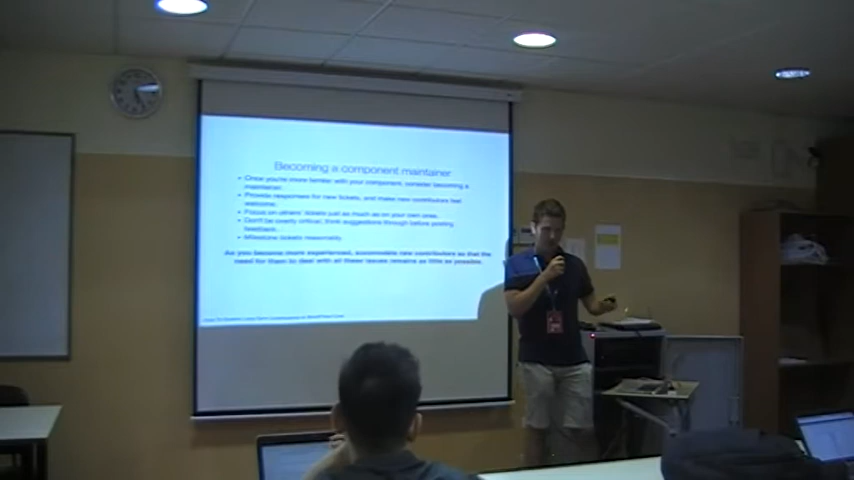 Becoming a component maintainer
• Once you're more familiar with your component, consider becoming a
maintainer.
• Provide responses for new tickets, and make new contributors feel
welcome.
• Focus on others' tickets just as much as on your own ones.
• Don't be overly critical, think suggestions through before posting
feedback.
• Milestone tickets reasonably.
As you become more experienced, accommodate new contributors so that the
need for them to deal with all these issues remains as little as possible.